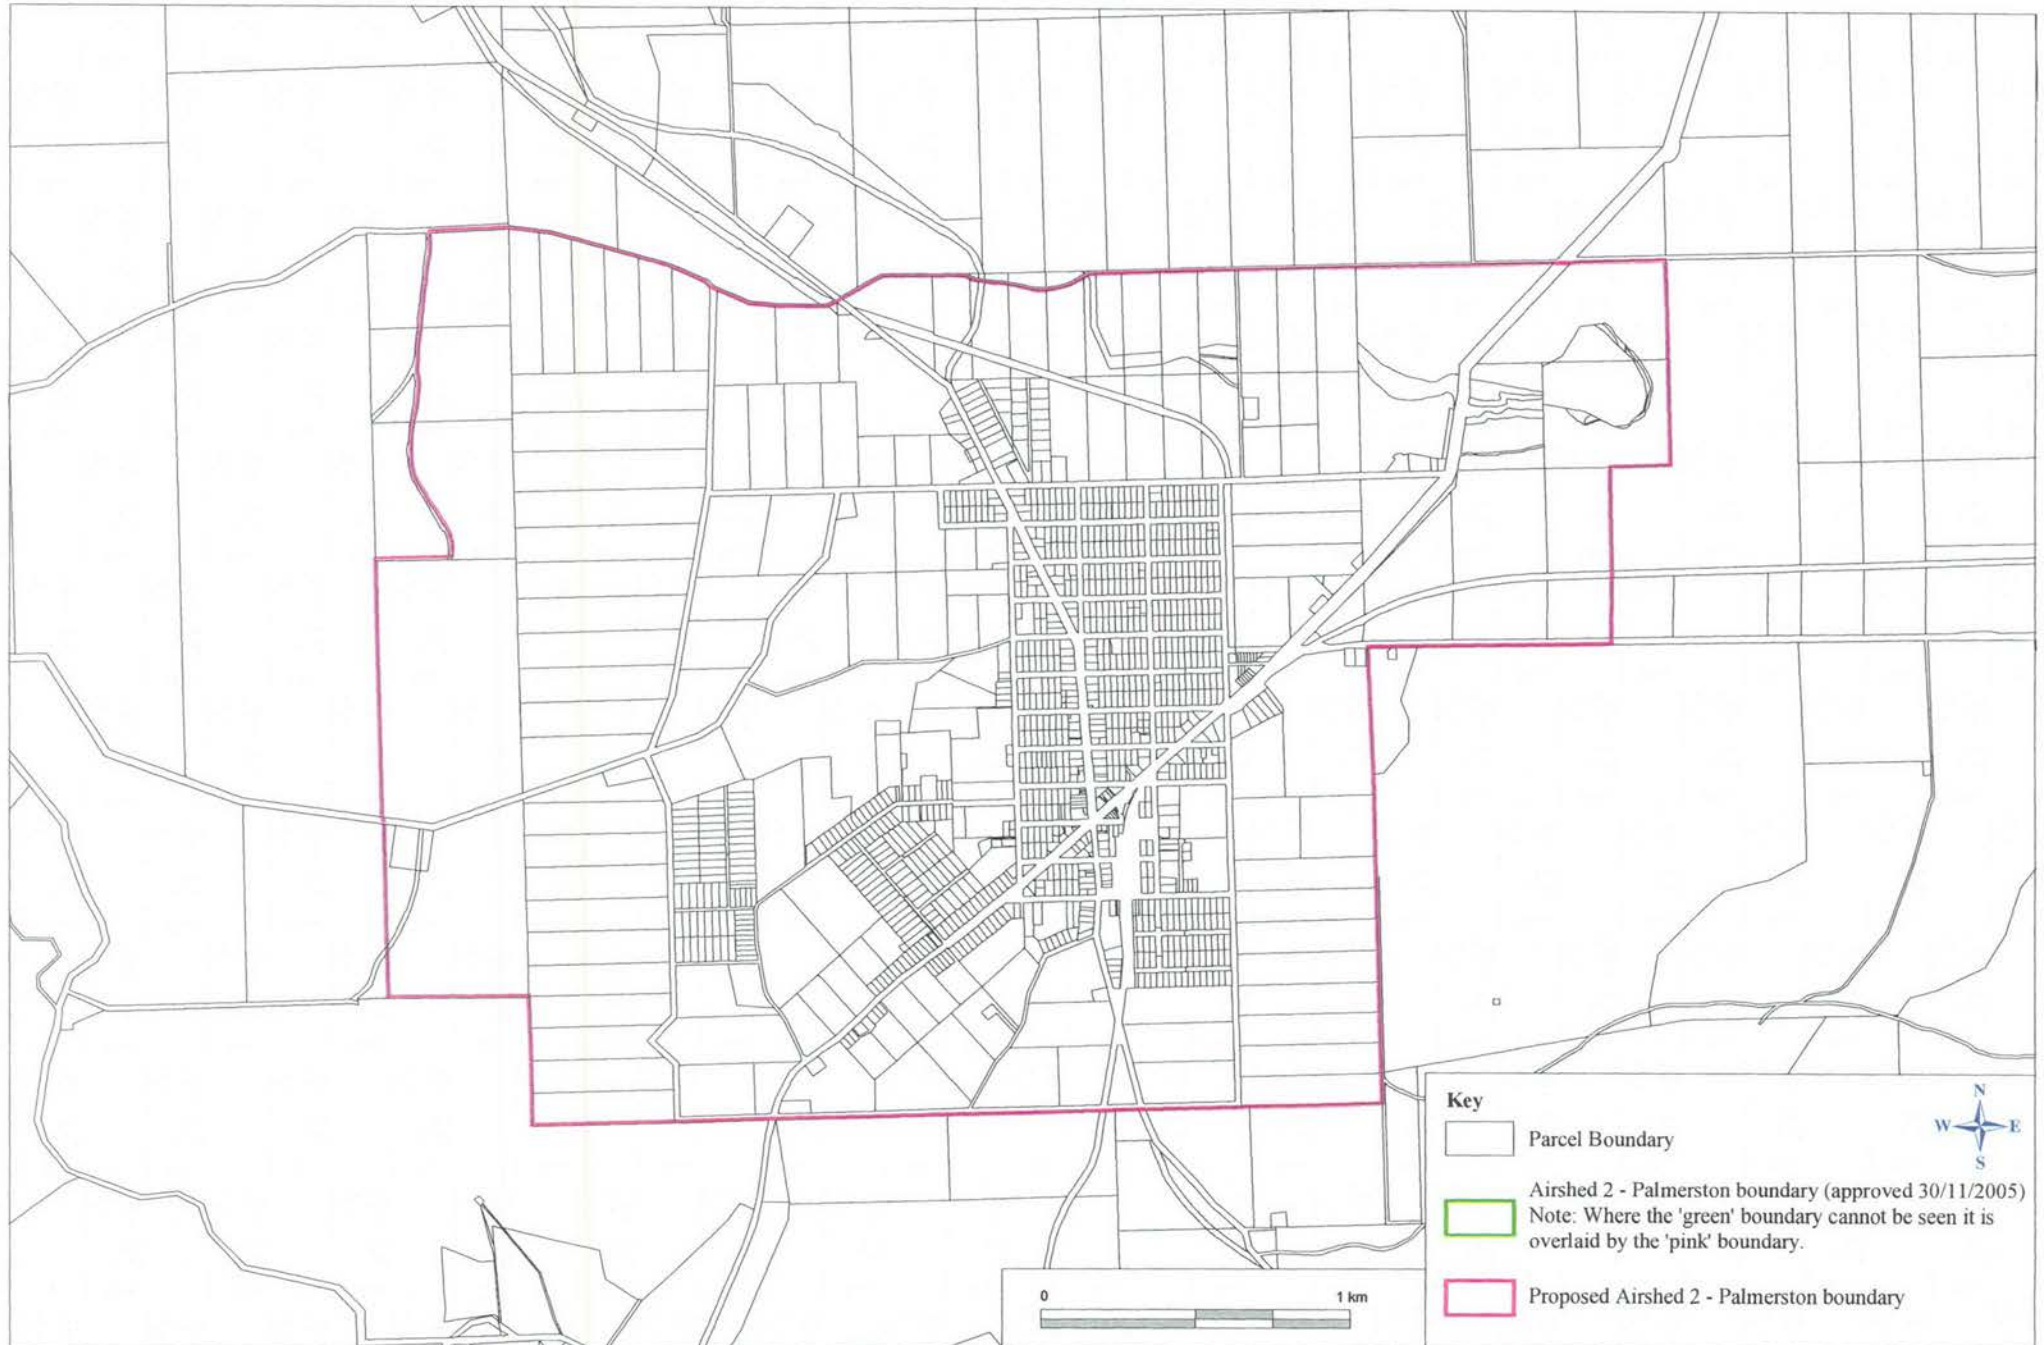 Key
N
W E
S
Parcel Boundary
Airshed 2 - Palmerston boundary (approved 30/11/2005)
Note: Where the 'green' boundary cannot be seen it is
overlaid by the 'pink' boundary.
Proposed Airshed 2 - Palmerston boundary
0 1 km